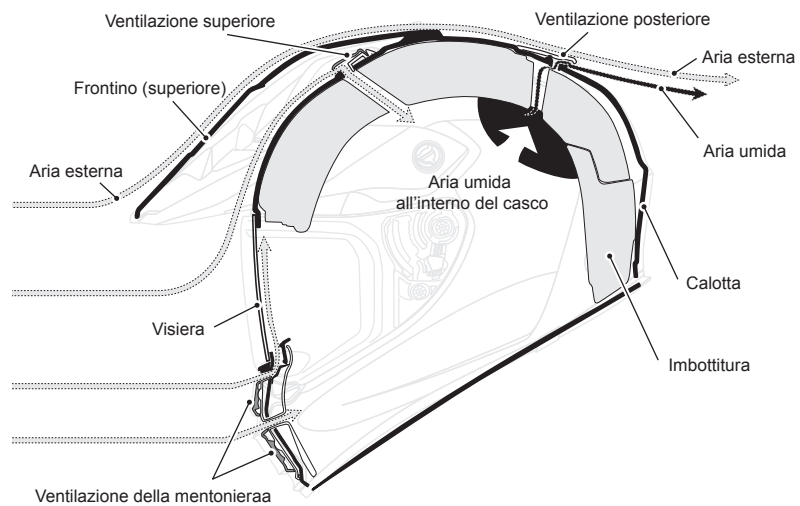 Ventilazione superiore
Ventilazione posteriore
Aria esterna
Frontino (superiore)
Aria umida
Aria esterna
Aria umida
all'interno del casco
Calotta
Visiera
Imbottitura
Ventilazione della mentonieraa